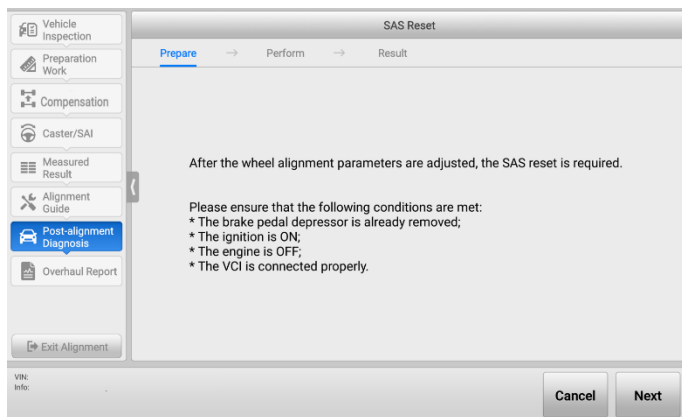 SAS Reset
Vehicle
Inspection
Preparation
Work
Compensation
Caster/SAI
Measured
Result
Alignment
Guide
Post-alignment
Diagnosis
Overhaul Report
Exit Alignment
Prepare → Perform → Result
After the wheel alignment parameters are adjusted, the SAS reset is required.
Please ensure that the following conditions are met:
* The brake pedal depressor is already removed;
* The ignition is ON;
* The engine is OFF;
* The VCI is connected properly.
VIN:
Info:
Cancel
Next